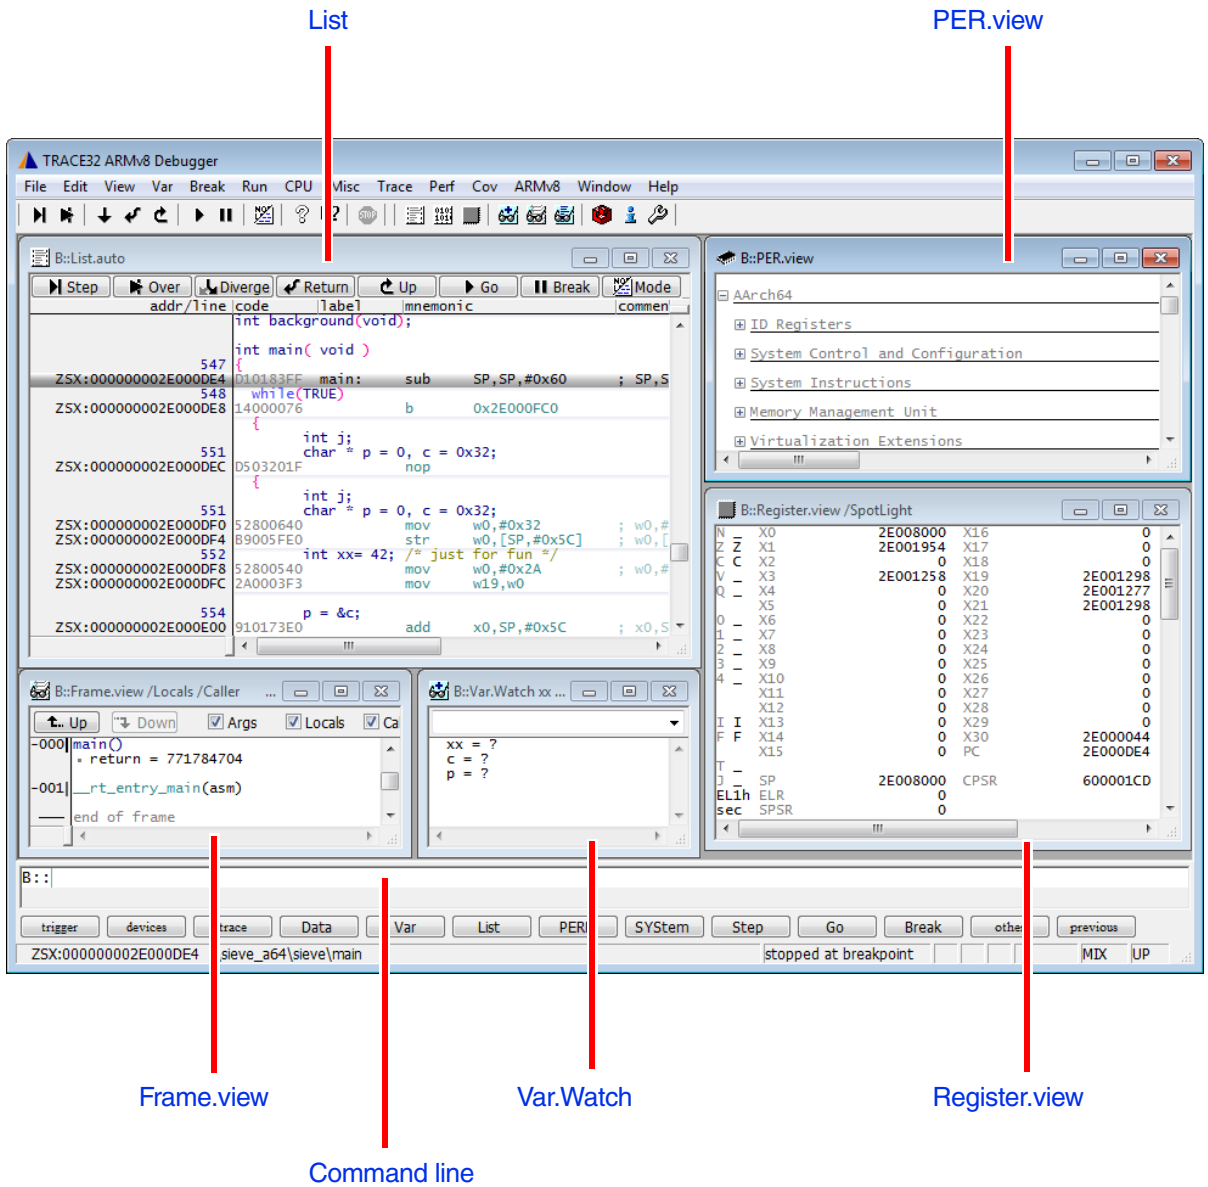 List
PER.view
TRACE32 ARMv8 Debugger
File Edit View Var Break Run CPU Misc Trace Perf Cov ARMv8 Window Help
B::List.auto
Step Over Diverge Return Up Go Break Mode
addr/line code label mnemonic commen
int background(void);
int main( void )
547 {
ZSX:000000002E000DE4 D10183FF main: sub SP,SP,#0x60 ; SP,S
548 while(TRUE)
ZSX:000000002E000DE8 14000076 b 0x2E000FC0
{
int j;
551 char * p = 0, c = 0x32;
ZSX:000000002E000DEC D503201F nop
{
int j;
551 char * p = 0, c = 0x32;
ZSX:000000002E000DF0 52800640 mov w0,#0x32 ; w0,#
ZSX:000000002E000DF4 B9005FE0 str w0,[SP,#0x5C] ; w0,[
552 int xx= 42; /* just for fun */
ZSX:000000002E000DF8 52800540 mov w0,#0x2A ; w0,#
ZSX:000000002E000DFC 2A0003F3 mov w19,w0
554 p = &c;
ZSX:000000002E000E00 910173E0 add x0,SP,#0x5C ; x0,S
B::PER.view
AArch64
ID Registers
System Control and Configuration
System Instructions
Memory Management Unit
Virtualization Extensions
B::Register.view /SpotLight
N _ X0 2E008000 X16 0
Z Z X1 2E001954 X17 0
C C X2 0 X18 0
V _ X3 2E001258 X19 2E001298
Q _ X4 0 X20 2E001277
X5 0 X21 2E001298
0 _ X6 0 X22 0
1 _ X7 0 X23 0
2 _ X8 0 X24 0
3 _ X9 0 X25 0
4 _ X10 0 X26 0
X11 0 X27 0
X12 0 X28 0
I I X13 0 X29 0
F F X14 0 X30 2E000044
X15 0 PC 2E000DE4
T _
J _ SP 2E008000 CPSR 600001CD
EL1h ELR 0
sec SPSR 0
B::Frame.view /Locals /Caller ...
Up Down Args Locals Ca
-000 main()
return = 771784704
-001 __rt_entry_main(asm)
end of frame
B::Var.Watch xx ...
xx = ?
c = ?
p = ?
B::
trigger devices trace Data Var List PERF SYStem Step Go Break other previous
ZSX:000000002E000DE4 \sieve_a64\sieve\main stopped at breakpoint MIX UP
Frame.view
Var.Watch
Register.view
Command line